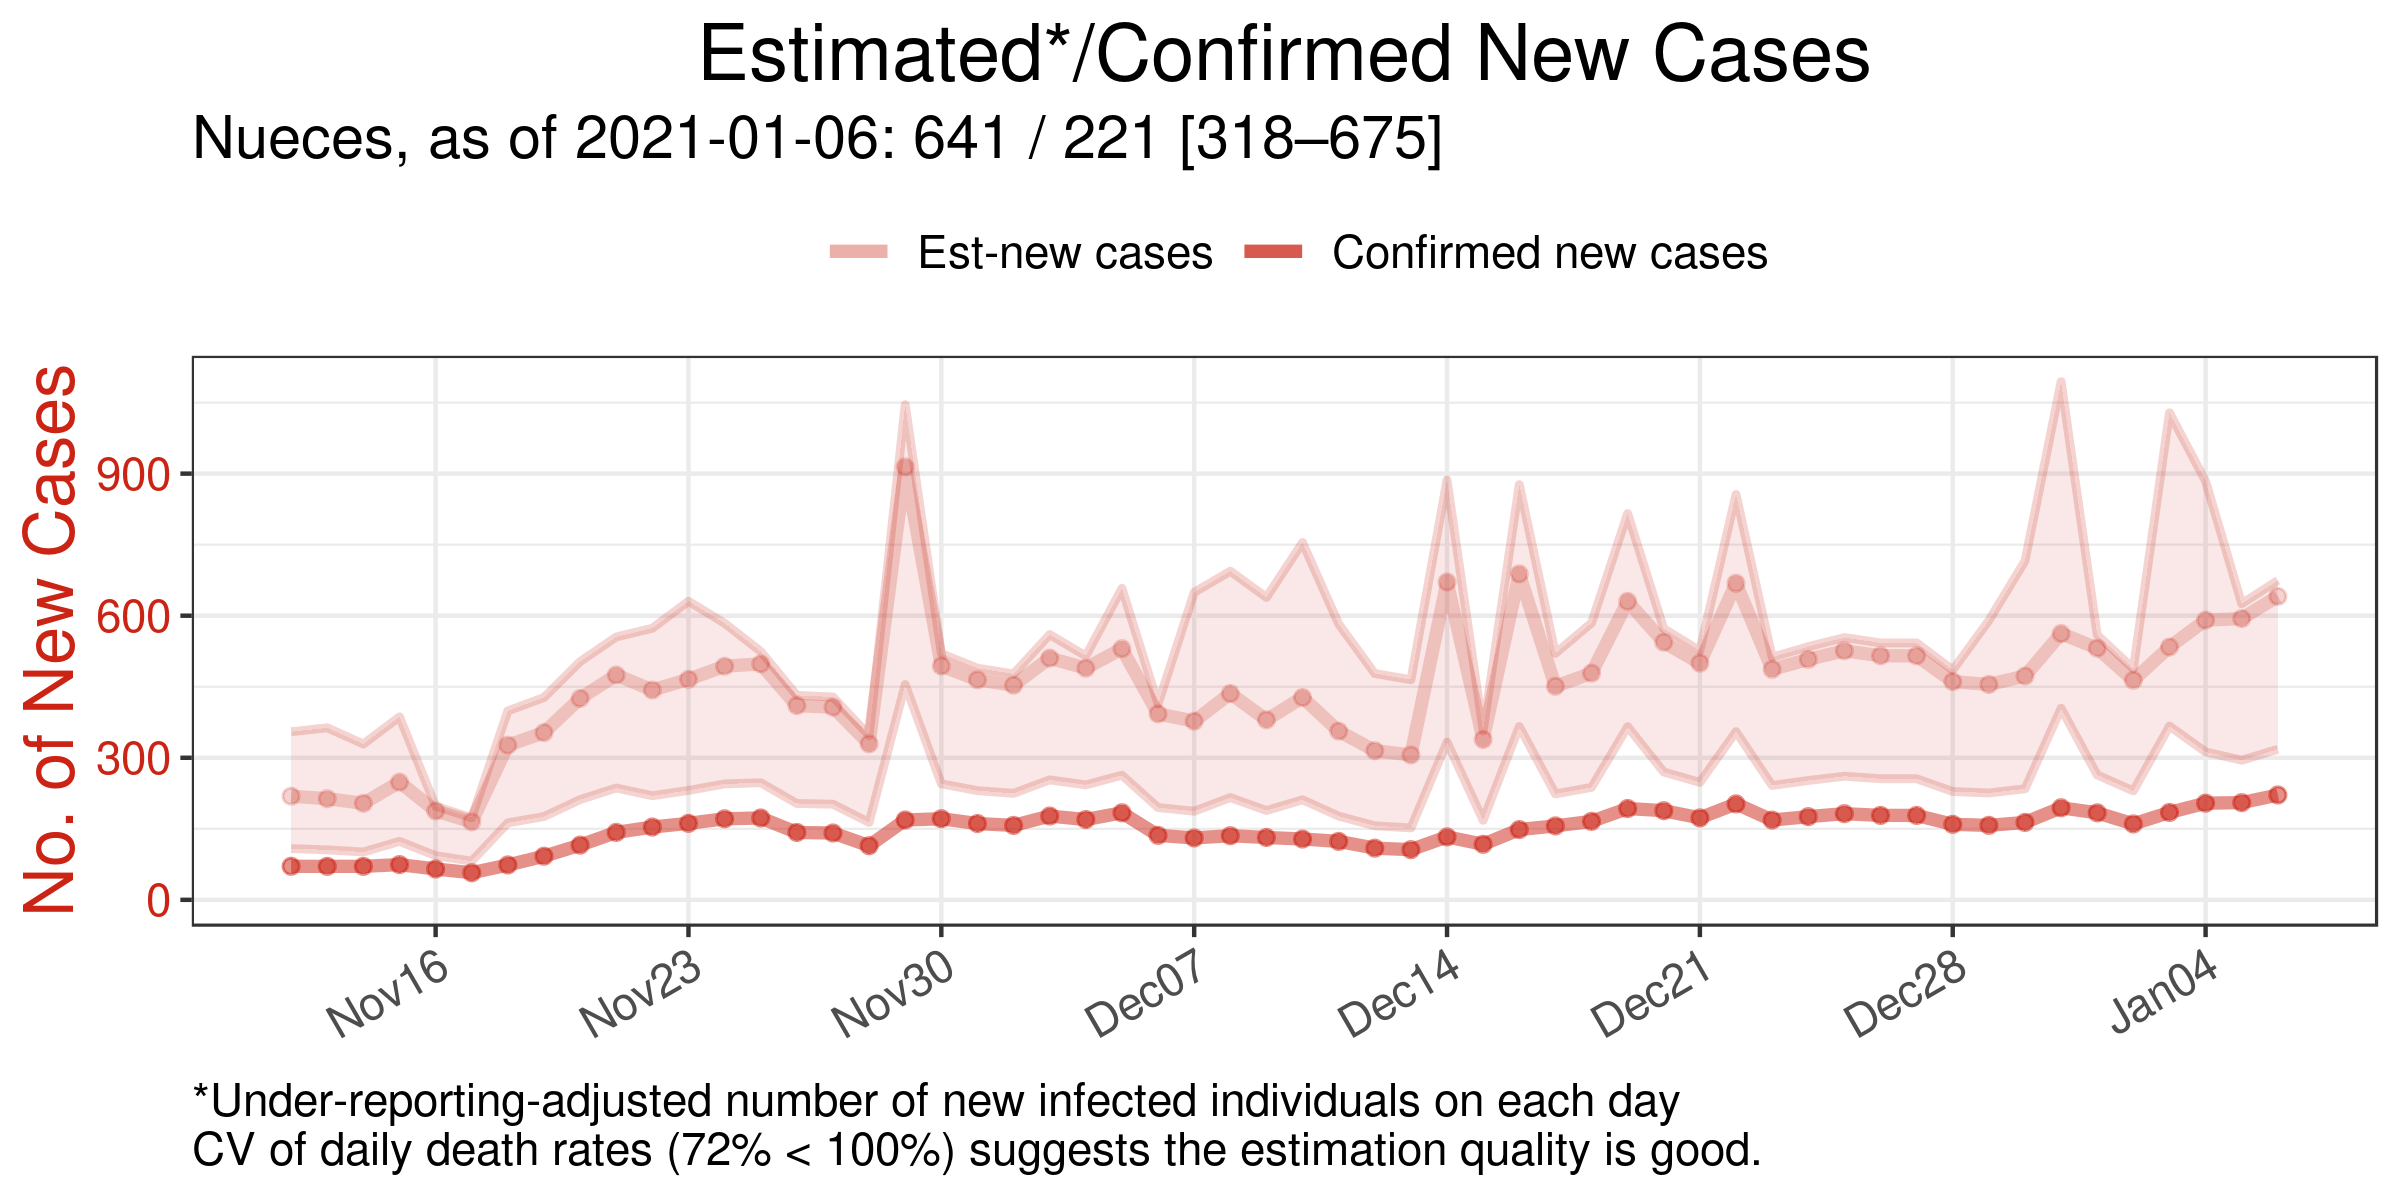 Estimated*/Confirmed New Cases
Nueces, as of 2021-01-06: 641 / 221 [318–675]
Est-new cases Confirmed new cases
No. of New Cases
900
600
300
0
Nov16 Nov23 Nov30 Dec07 Dec14 Dec21 Dec28 Jan04
*Under-reporting-adjusted number of new infected individuals on each day
CV of daily death rates (72% < 100%) suggests the estimation quality is good.